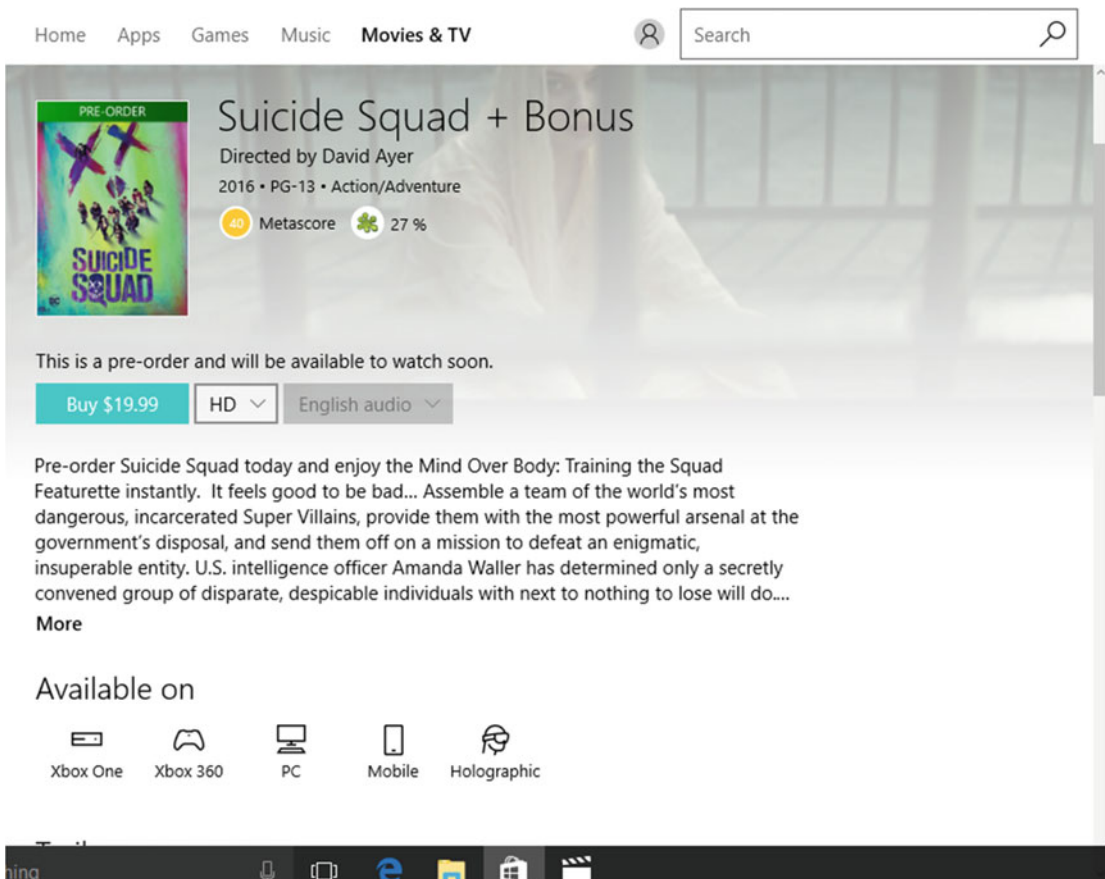 Home Apps Games Music Movies & TV Search
PRE-ORDER
SUICIDE
SQUAD
DC
Suicide Squad + Bonus
Directed by David Ayer
2016 • PG-13 • Action/Adventure
40 Metascore 27 %
This is a pre-order and will be available to watch soon.
Buy $19.99 HD English audio
Pre-order Suicide Squad today and enjoy the Mind Over Body: Training the Squad
Featurette instantly.  It feels good to be bad... Assemble a team of the world's most
dangerous, incarcerated Super Villains, provide them with the most powerful arsenal at the
government's disposal, and send them off on a mission to defeat an enigmatic,
insuperable entity. U.S. intelligence officer Amanda Waller has determined only a secretly
convened group of disparate, despicable individuals with next to nothing to lose will do....
More
Available on
Xbox One Xbox 360 PC Mobile Holographic